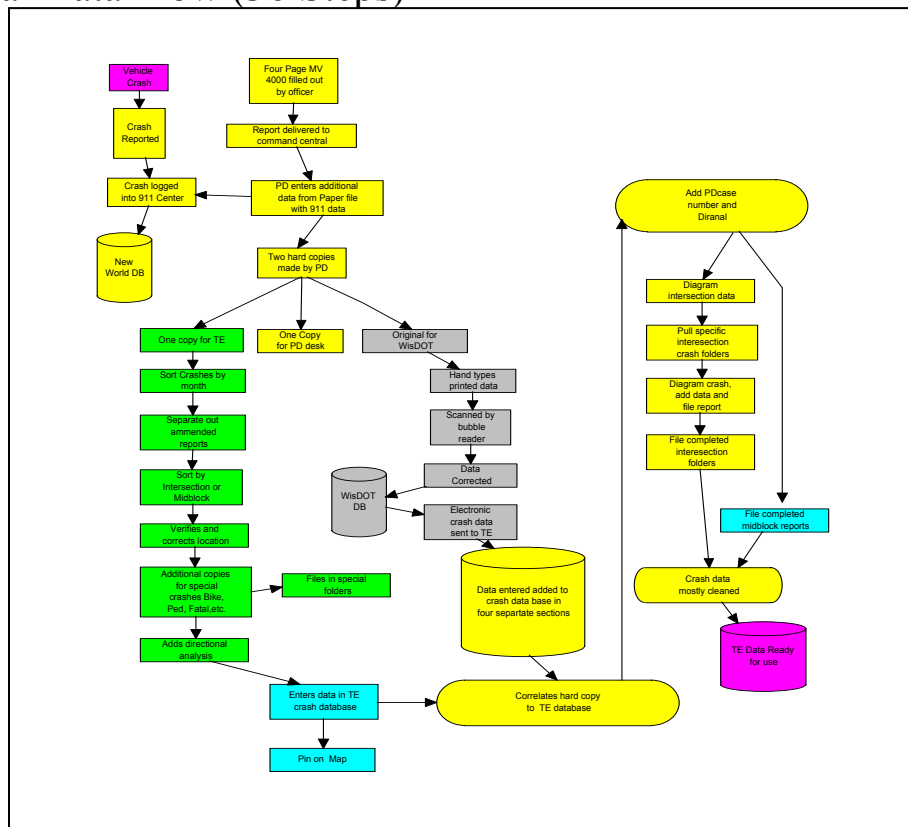 Data Flow
Steps)
Vehicle
Crash
Crash
Reported
Crash logged
into 911 Center
New
World DB
Four Page MV
4000 filled out
by officer
Report delivered to
command central
PD enters additional
data from Paper file
with 911 data
Two hard copies
made by PD
One copy for TE
One Copy
for PD desk
Original for
WisDOT
Sort Crashes by
month
Separate out
ammended
reports
Sort by
Intersection or
Midblock
Verifies and
corrects location
Additional copies
for special
crashes Bike,
Ped, Fatal,etc.
Files in special
folders
Adds directional
analysis
Enters data in TE
crash database
Pin on Map
Hand types
printed data
Scanned by
bubble
reader
Data
Corrected
WisDOT
DB
Electronic
crash data
sent to TE
Data entered added to
crash data base in
four separtate sections
Correlates hard copy
to TE database
Add PDcase
number and
Diranal
Diagram
intersection data
Pull specific
interesection
crash folders
Diagram crash,
add data and
file report
File completed
interesection
folders
File completed
midblock reports
Crash data
mostly cleaned
TE Data Ready
for use